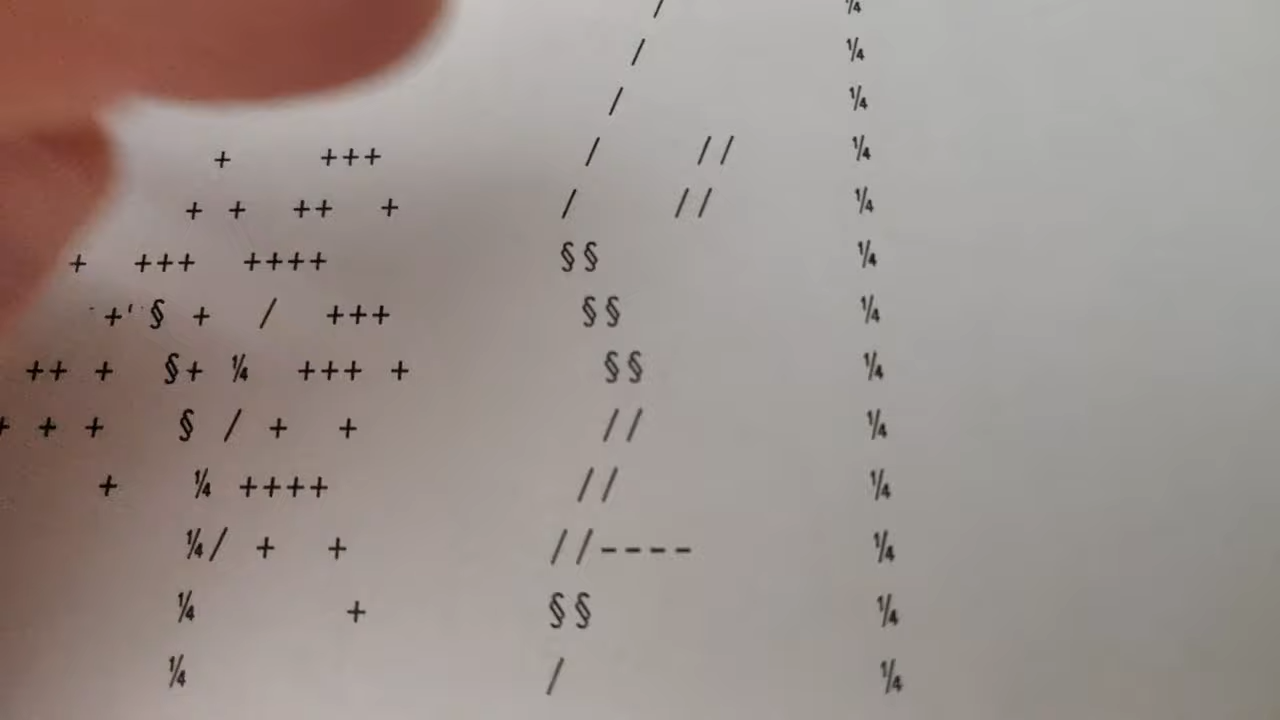 / ¼
/ ¼
/ ¼
+ +++ / // ¼
+ + ++ + / // ¼
+ +++ ++++ §§ ¼
+ § + / +++ §§ ¼
++ + §+ ¼ +++ + §§ ¼
+ + + § / + + // ¼
+ ¼ ++++ // ¼
¼/ + + //---- ¼
¼ + §§ ¼
¼ / ¼